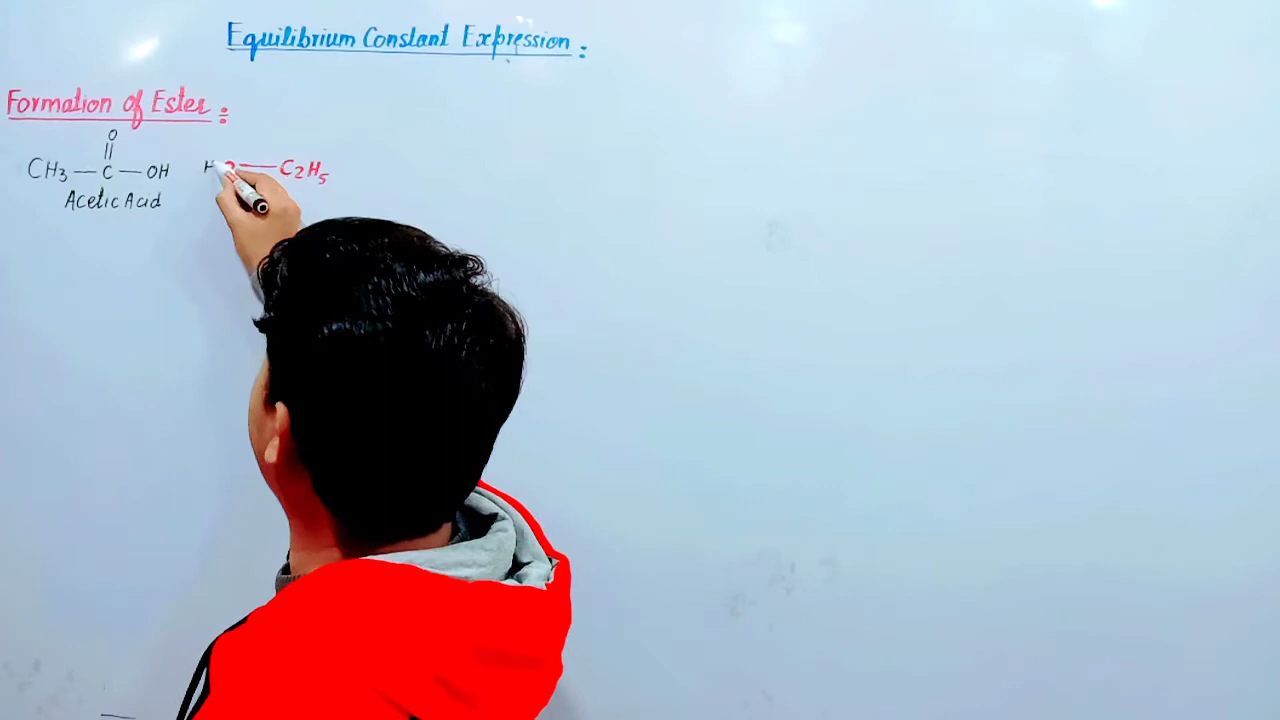 Equilibrium Constant Expression :
Formation of Ester :
O
CH3 — C — OH H O — C2H5
Acetic Acid